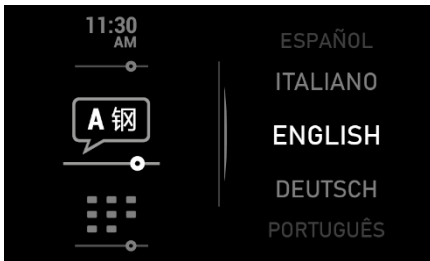 11:30
AM
A 钢
ESPAÑOL
ITALIANO
ENGLISH
DEUTSCH
PORTUGUÊS